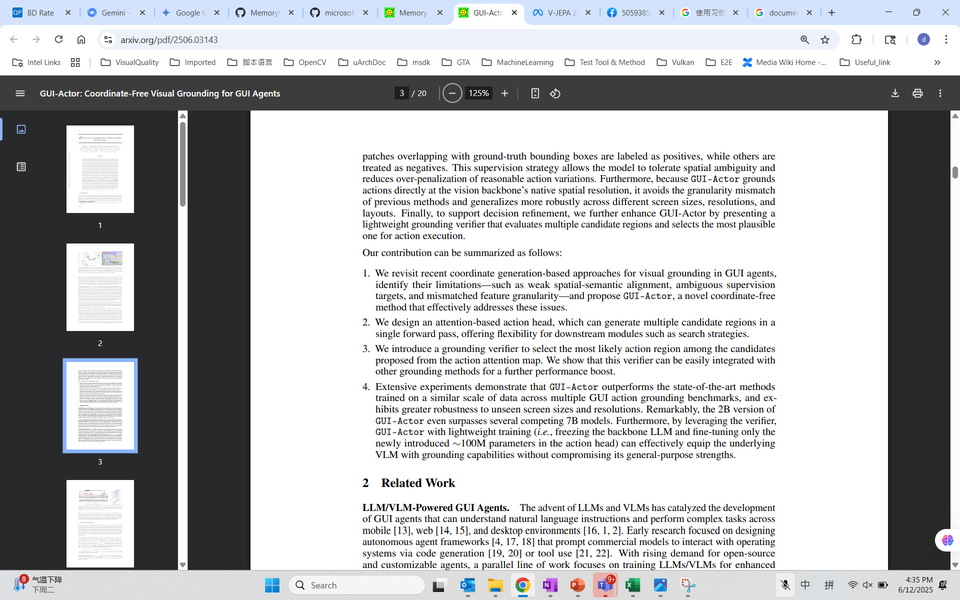 BD Rate
Gemini -
Google C
Memory
microsof
Memory
GUI-Act
V-JEPA 2
5059385
使用习惯
docume
arxiv.org/pdf/2506.03143
Intel Links
VisualQuality
Imported
脚本语言
OpenCV
uArchDoc
msdk
GTA
MachineLearning
Test Tool & Method
Vulkan
E2E
Media Wiki Home -...
Useful_link
GUI-Actor: Coordinate-Free Visual Grounding for GUI Agents
3 / 20
125%
1
2
3
patches overlapping with ground-truth bounding boxes are labeled as positives, while others are
treated as negatives. This supervision strategy allows the model to tolerate spatial ambiguity and
reduces over-penalization of reasonable action variations. Furthermore, because GUI-Actor grounds
actions directly at the vision backbone's native spatial resolution, it avoids the granularity mismatch
of previous methods and generalizes more robustly across different screen sizes, resolutions, and
layouts. Finally, to support decision refinement, we further enhance GUI-Actor by presenting a
lightweight grounding verifier that evaluates multiple candidate regions and selects the most plausible
one for action execution.
Our contribution can be summarized as follows:
1. We revisit recent coordinate generation-based approaches for visual grounding in GUI agents,
identify their limitations—such as weak spatial-semantic alignment, ambiguous supervision
targets, and mismatched feature granularity—and propose GUI-Actor, a novel coordinate-free
method that effectively addresses these issues.
2. We design an attention-based action head, which can generate multiple candidate regions in a
single forward pass, offering flexibility for downstream modules such as search strategies.
3. We introduce a grounding verifier to select the most likely action region among the candidates
proposed from the action attention map. We show that this verifier can be easily integrated with
other grounding methods for a further performance boost.
4. Extensive experiments demonstrate that GUI-Actor outperforms the state-of-the-art methods
trained on a similar scale of data across multiple GUI action grounding benchmarks, and ex-
hibits greater robustness to unseen screen sizes and resolutions. Remarkably, the 2B version of
GUI-Actor even surpasses several competing 7B models. Furthermore, by leveraging the verifier,
GUI-Actor with lightweight training (i.e., freezing the backbone LLM and fine-tuning only the
newly introduced ~100M parameters in the action head) can effectively equip the underlying
VLM with grounding capabilities without compromising its general-purpose strengths.
2 Related Work
LLM/VLM-Powered GUI Agents. The advent of LLMs and VLMs has catalyzed the development
of GUI agents that can understand natural language instructions and perform complex tasks across
mobile [13], web [14, 15], and desktop environments [16, 1, 2]. Early research focused on designing
autonomous agent frameworks [4, 17, 18] that prompt commercial models to interact with operating
systems via code generation [19, 20] or tool use [21, 22]. With rising demand for open-source
and customizable agents, a parallel line of work focuses on training LLMs/VLMs for enhanced
8
气温下降
下周二
Search
9+
中
拼
4:35 PM
6/12/2025